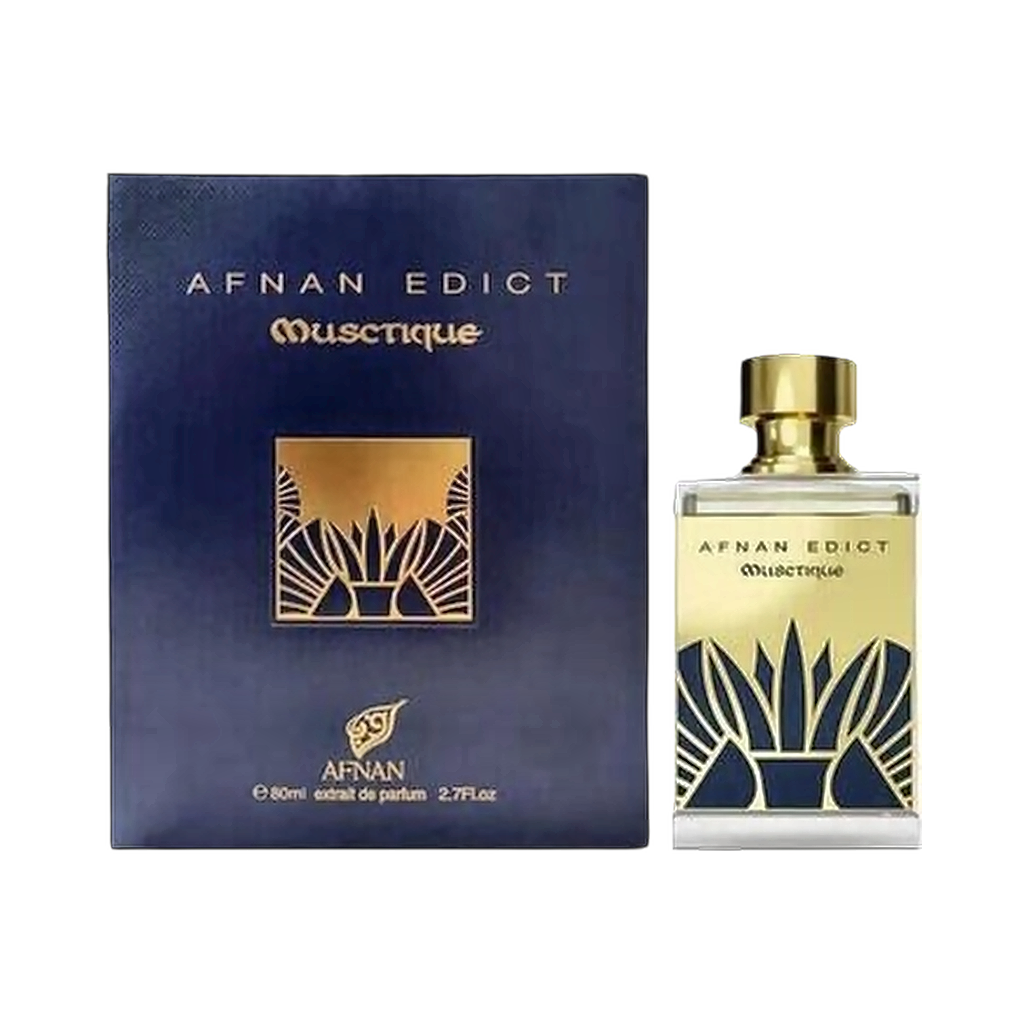 AFNAN EDICT
Musctique
AFNAN
℮80ml extrait de parfum 2.7Fl.oz
AFNAN EDICT
Musctique